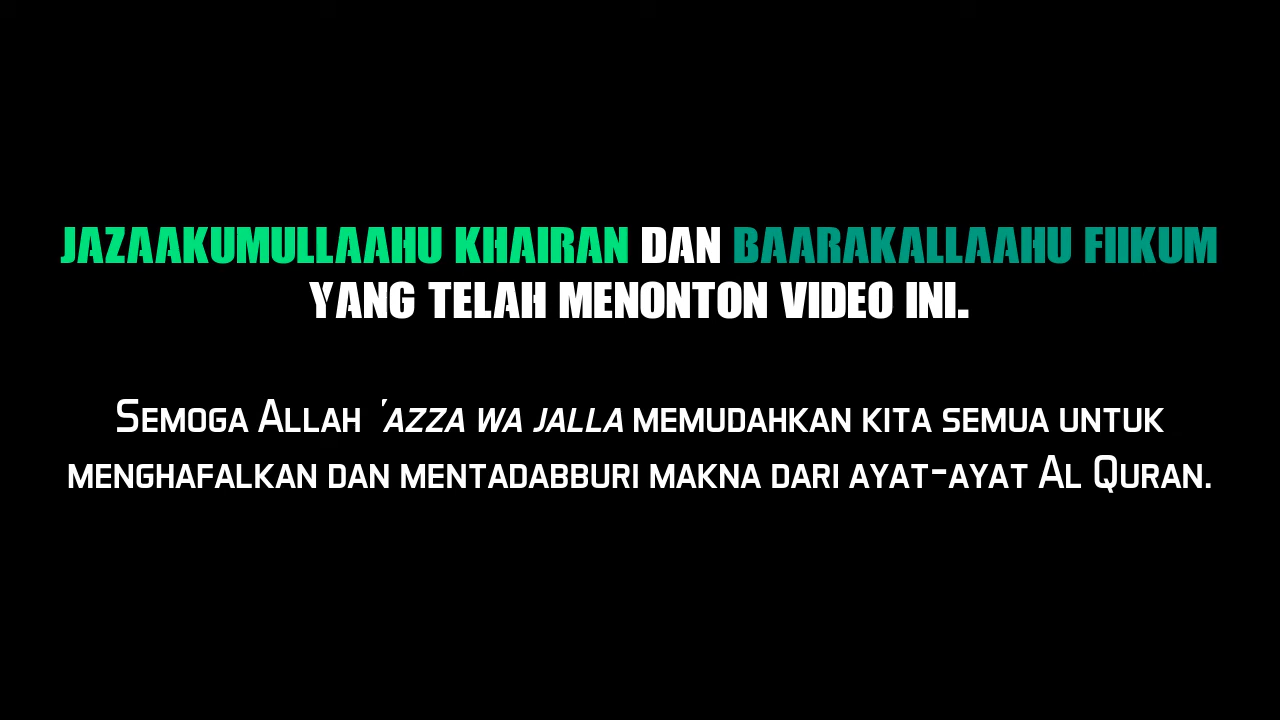 JAZAAKUMULLAAHU KHAIRAN DAN BAARAKALLAAHU FIIKUM
YANG TELAH MENONTON VIDEO INI.
Semoga Allah 'azza wa jalla memudahkan kita semua untuk
menghafalkan dan mentadabburi makna dari ayat-ayat Al Quran.